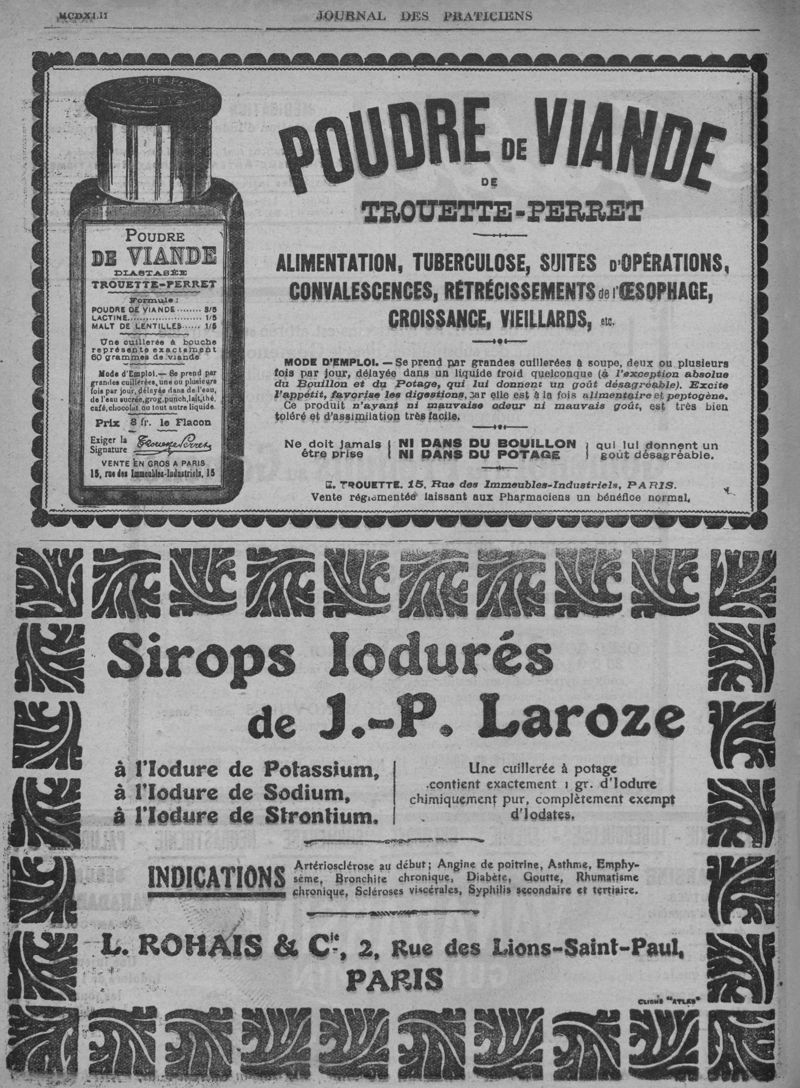 JOURNAL DES PRATICIENS
POUDRE DE VIANDE
DE
TROUETTE-PERRET
ALIMENTATION, TUBERCULOSE, SUITES D'OPÉRATIONS,
CONVALESCENCES, RÉTRÉCISSEMENTS de l'ŒSOPHAGE,
CROISSANCE, VIEILLARDS, etc.
MODE D'EMPLOI. — Se prend par grandes cuillerées à soupe, deux ou plusieurs
fois par jour, délayée dans un liquide froid quelconque (à l'exception absolue
du Bouillon et du Potage, qui lui donnent un goût désagréable). Excite
l'appétit, favorise les digestions, car elle est à la fois alimentaire et peptogène.
Ce produit n'ayant ni mauvaise odeur ni mauvais goût, est très bien
toléré et d'assimilation très facile.
Ne doit jamais
être prise
NI DANS DU BOUILLON
NI DANS DU POTAGE
qui lui donnent un
goût désagréable.
E. TROUETTE. 15, Rue des Immeubles-Industriels, PARIS.
Vente réglementée laissant aux Pharmaciens un bénéfice normal.
POUDRE
DE VIANDE
DIASTASÉE
TROUETTE-PERRET
Formule:
POUDRE DE VIANDE........ 3/5
LACTINE.................. 1/5
MALT DE LENTILLES...... 1/5
Une cuillerée à bouche
représente exactement
60 grammes de viande
Mode d'Emploi.— Se prend par
grandes cuillerées, une ou plusieurs
fois par jour, délayée dans de l'eau,
de l'eau sucrée, grog, punch, lait, thé,
café, chocolat ou tout autre liquide.
Prix 8 fr. le Flacon
Exiger la
Signature
Trouette Perret
VENTE EN GROS A PARIS
15, rue des Immeubles-Industriels, 15
Sirops Iodurés
de J.-P. Laroze
à l'Iodure de Potassium,
à l'Iodure de Sodium,
à l'Iodure de Strontium.
Une cuillerée à potage
contient exactement 1 gr. d'Iodure
chimiquement pur, complètement exempt
d'Iodates.
INDICATIONS
Artériosclérose au début; Angine de poitrine, Asthme, Emphy-
sème, Bronchite chronique, Diabète, Goutte, Rhumatisme
chronique, Scléroses viscérales, Syphilis secondaire et tertiaire.
L. ROHAIS & Cie, 2, Rue des Lions-Saint-Paul,
PARIS
CLICHÉ "ATLAS"